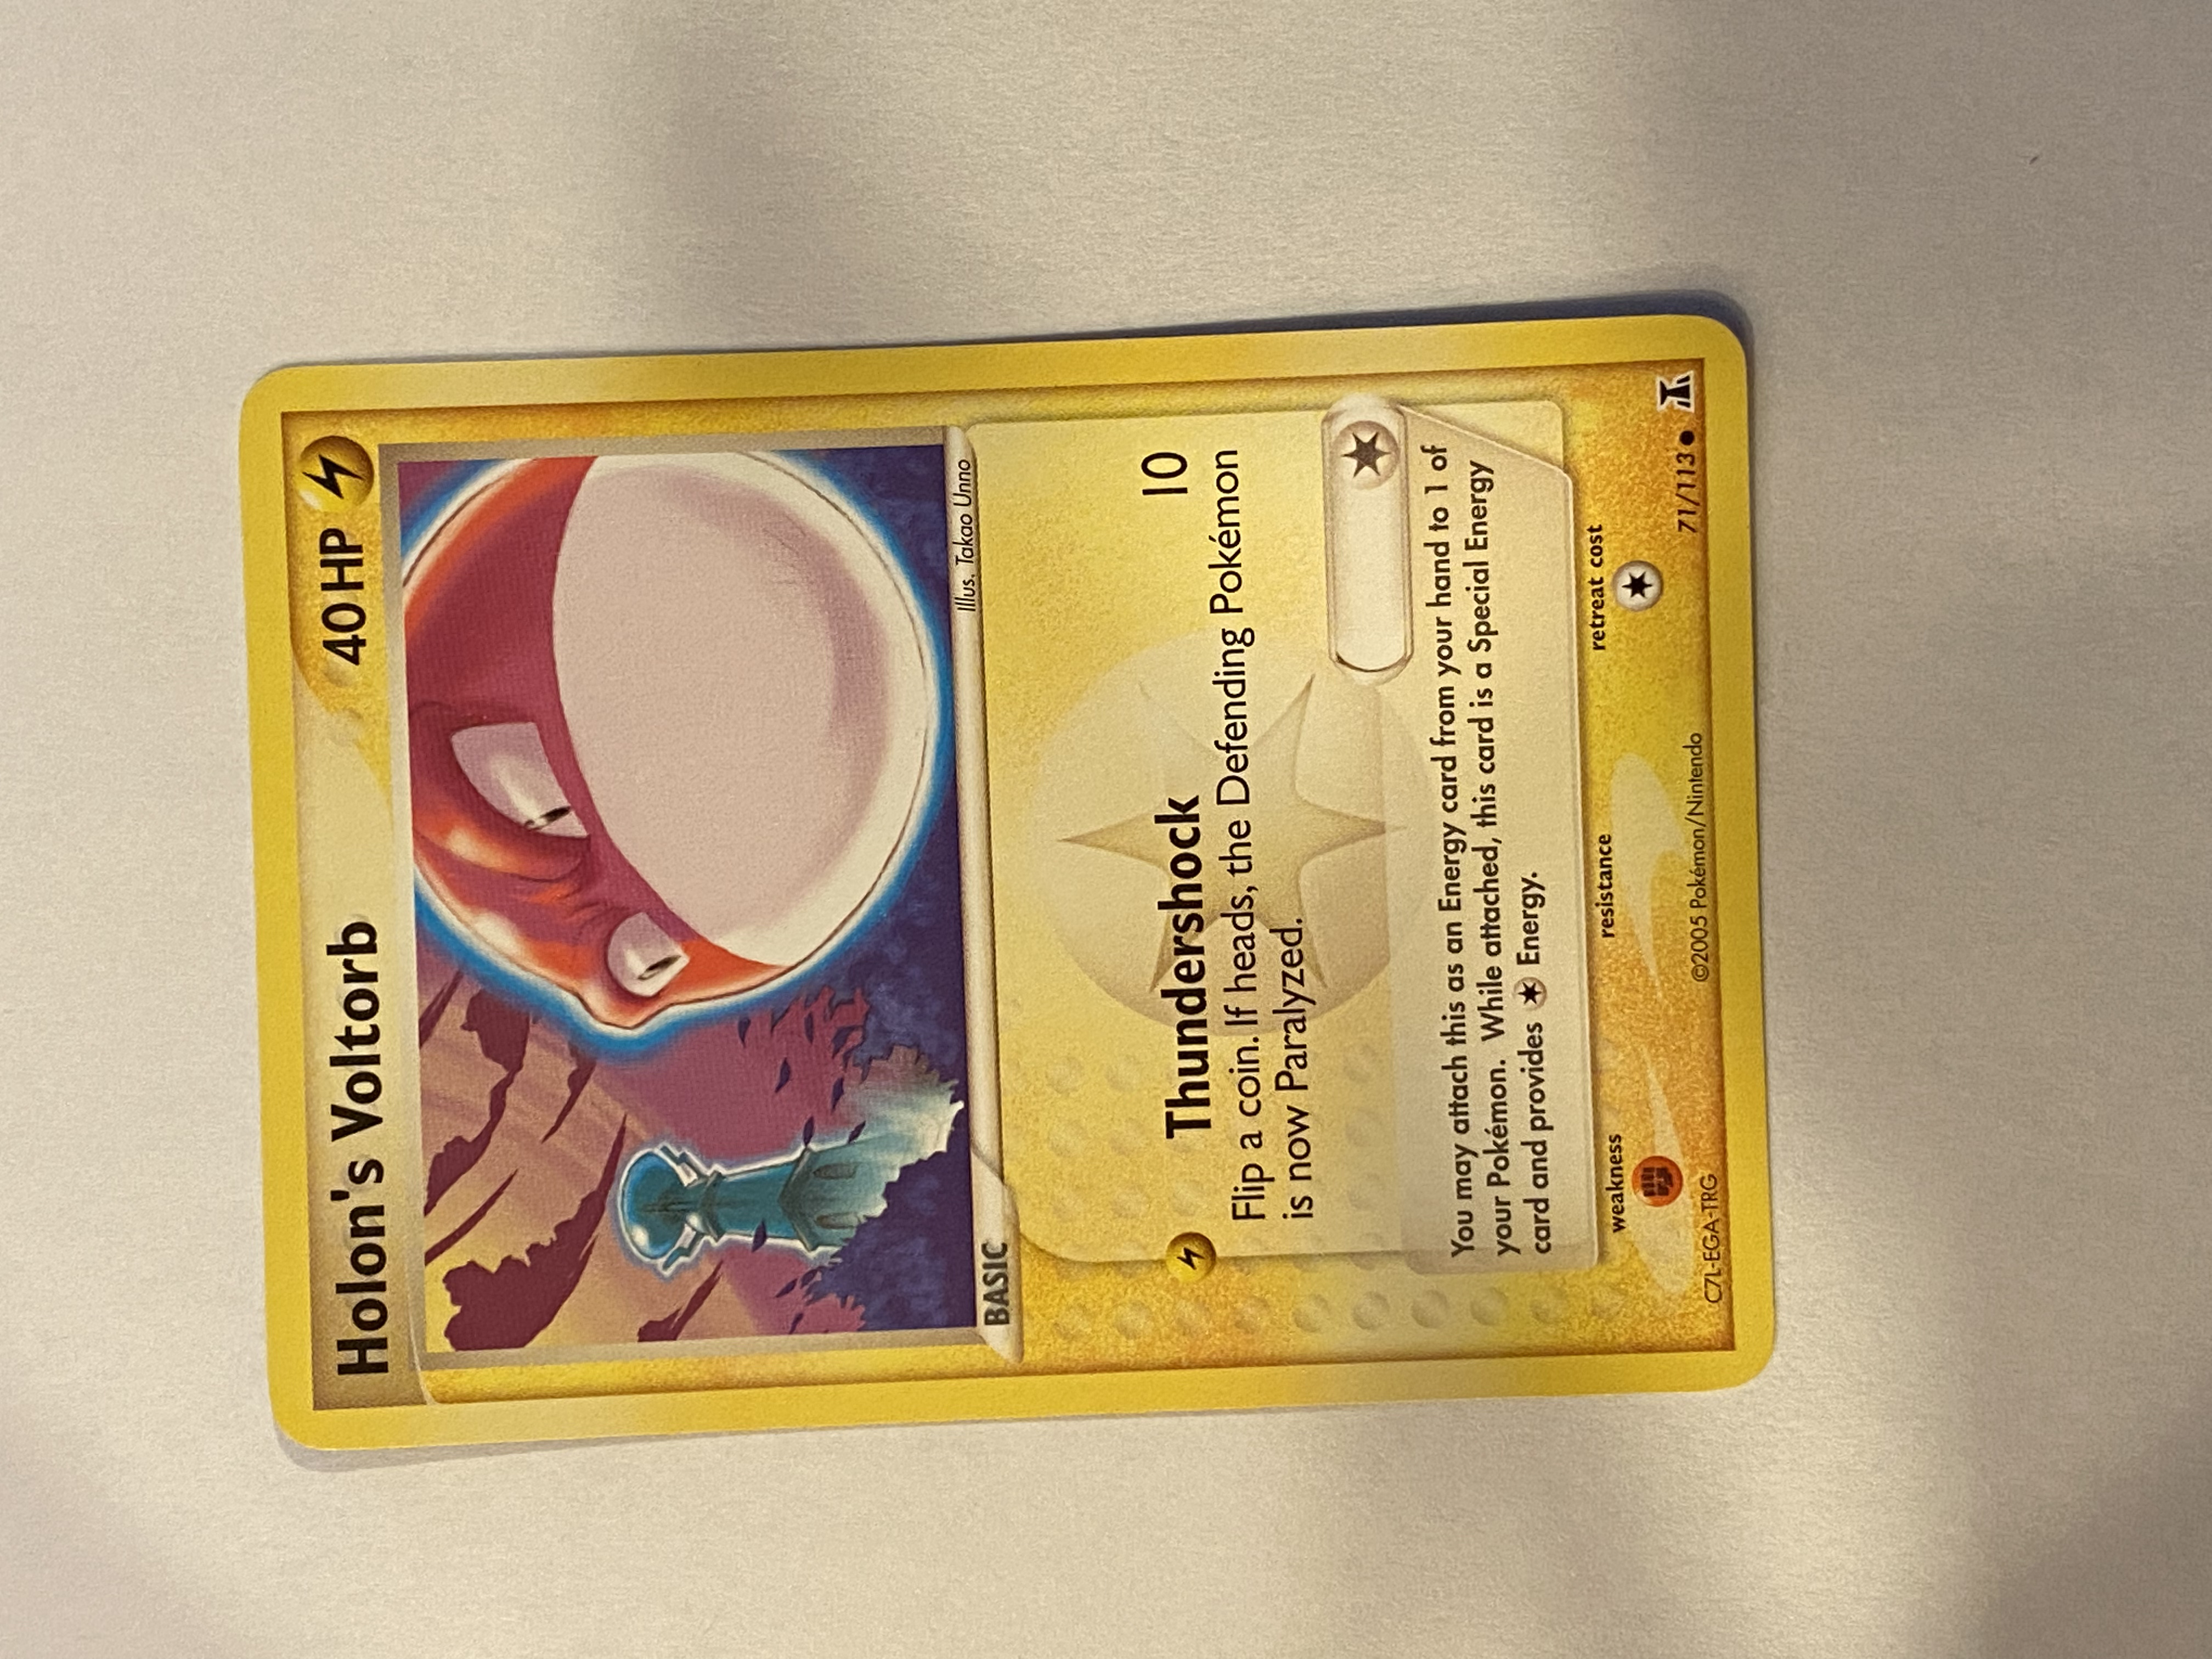 Holon's Voltorb 40 HP
Illus. Takao Unno
BASIC
Thundershock 10
Flip a coin. If heads, the Defending Pokémon
is now Paralyzed.
You may attach this as an Energy card from your hand to 1 of
your Pokémon. While attached, this card is a Special Energy
card and provides Energy.
weakness resistance retreat cost
C7L-EGA-TRG ©2005 Pokémon/Nintendo 71/113